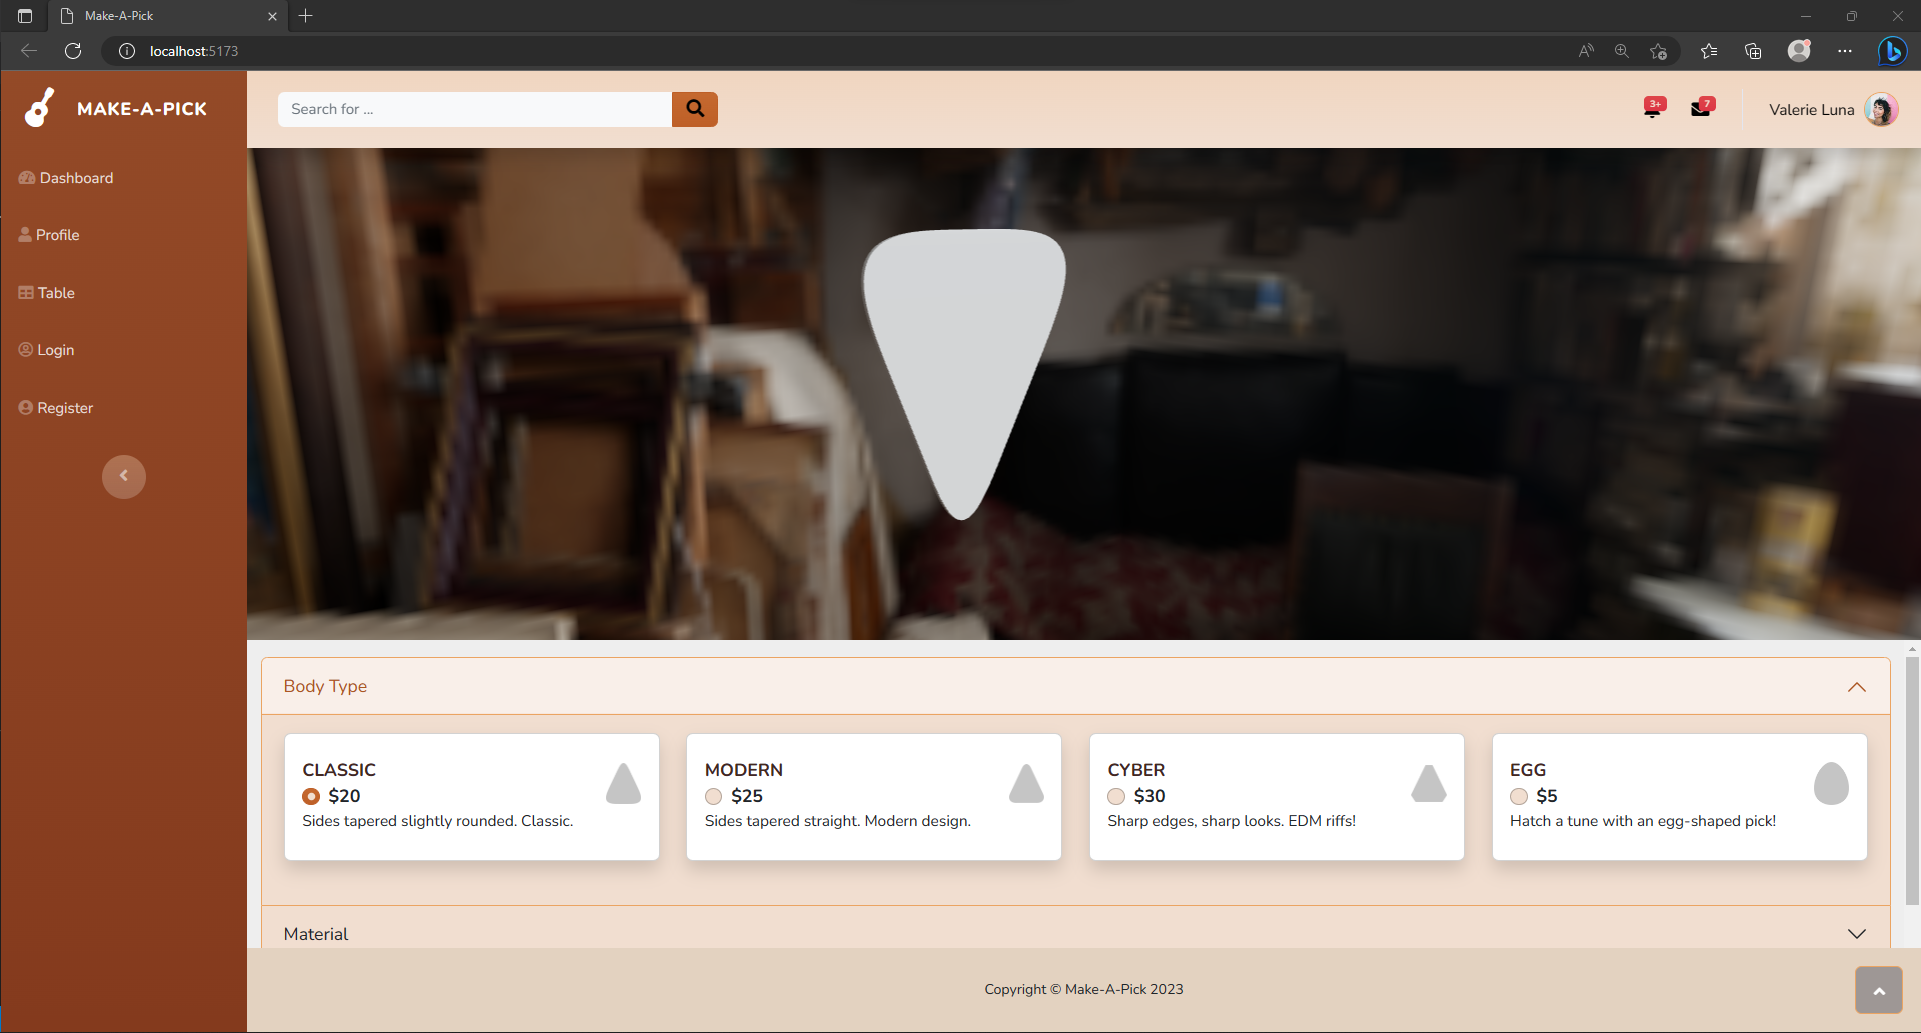 Make-A-Pick
localhost:5173
MAKE-A-PICK
Search for ...
3+
7
Valerie Luna
Dashboard
Profile
Table
Login
Register
Body Type
CLASSIC
$20
Sides tapered slightly rounded. Classic.
MODERN
$25
Sides tapered straight. Modern design.
CYBER
$30
Sharp edges, sharp looks. EDM riffs!
EGG
$5
Hatch a tune with an egg-shaped pick!
Material
Copyright © Make-A-Pick 2023